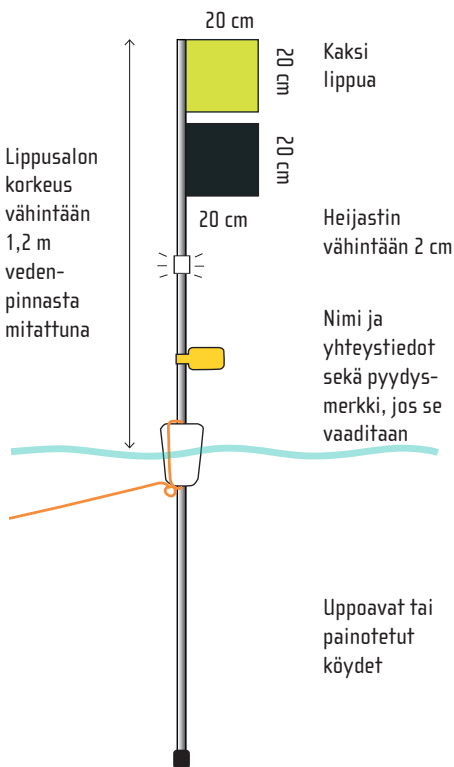 20 cm
20 cm
Kaksi
lippua
20 cm
20 cm
Lippusalon
korkeus
vähintään
1,2 m
veden-
pinnasta
mitattuna
Heijastin
vähintään 2 cm
Nimi ja
yhteystiedot
sekä pyydys-
merkki, jos se
vaaditaan
Uppoavat tai
painotetut
köydet